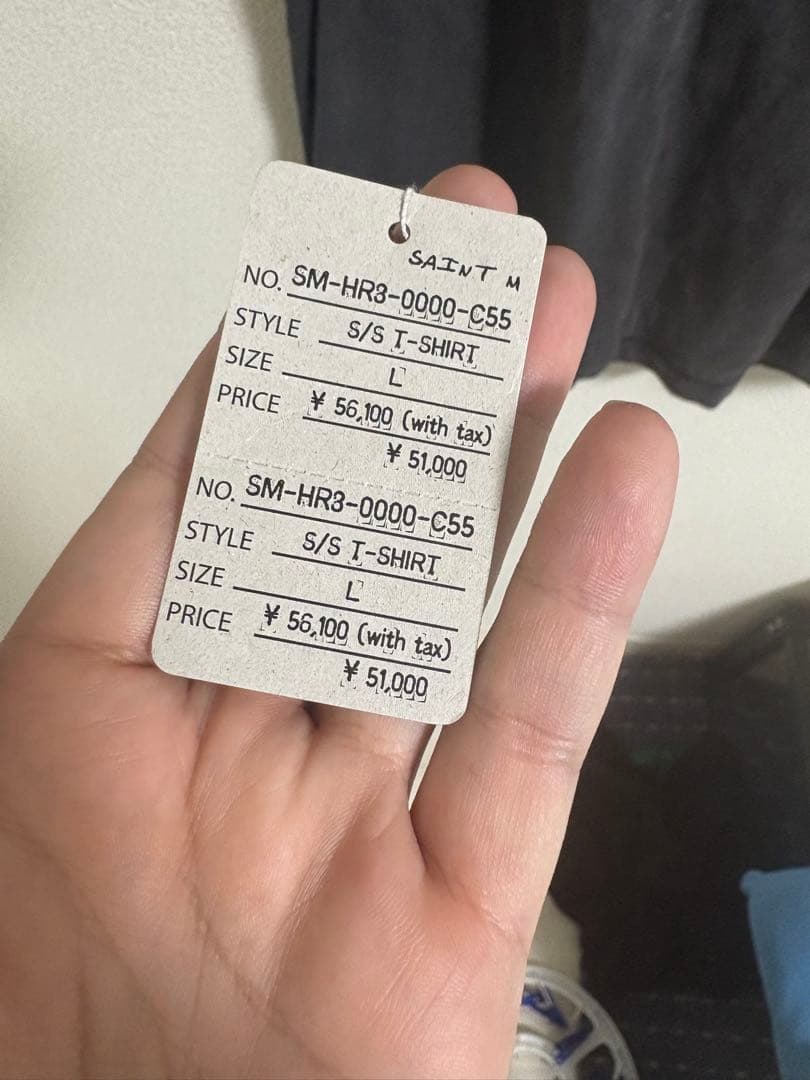 SAINT M
NO. SM-HR3-0000-C55
STYLE S/S T-SHIRT
SIZE L
PRICE ¥ 56,100 (with tax)
¥ 51,000
NO. SM-HR3-0000-C55
STYLE S/S T-SHIRT
SIZE L
PRICE ¥ 56,100 (with tax)
¥ 51,000